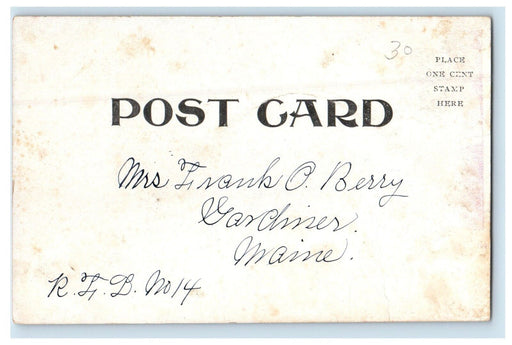 30
PLACE
ONE CENT
STAMP
HERE
POST CARD
Mrs Frank O. Berry
Gardiner.
Maine.
R. F. D. No 14